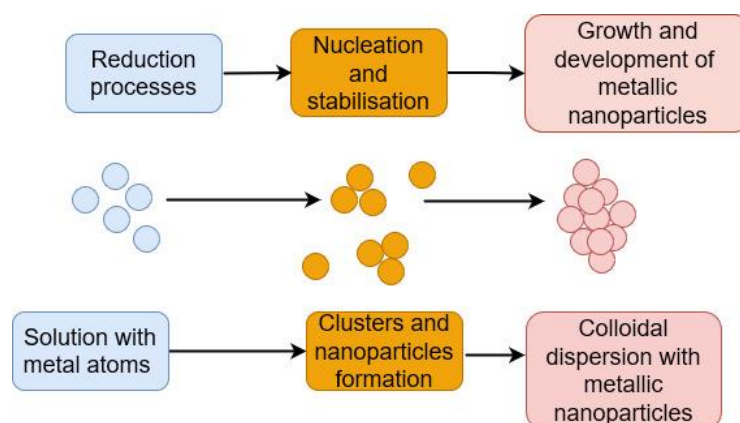 Reduction
processes
Nucleation
and
stabilisation
Growth and
development of
metallic
nanoparticles
Solution with
metal atoms
Clusters and
nanoparticles
formation
Colloidal
dispersion with
metallic
nanoparticles